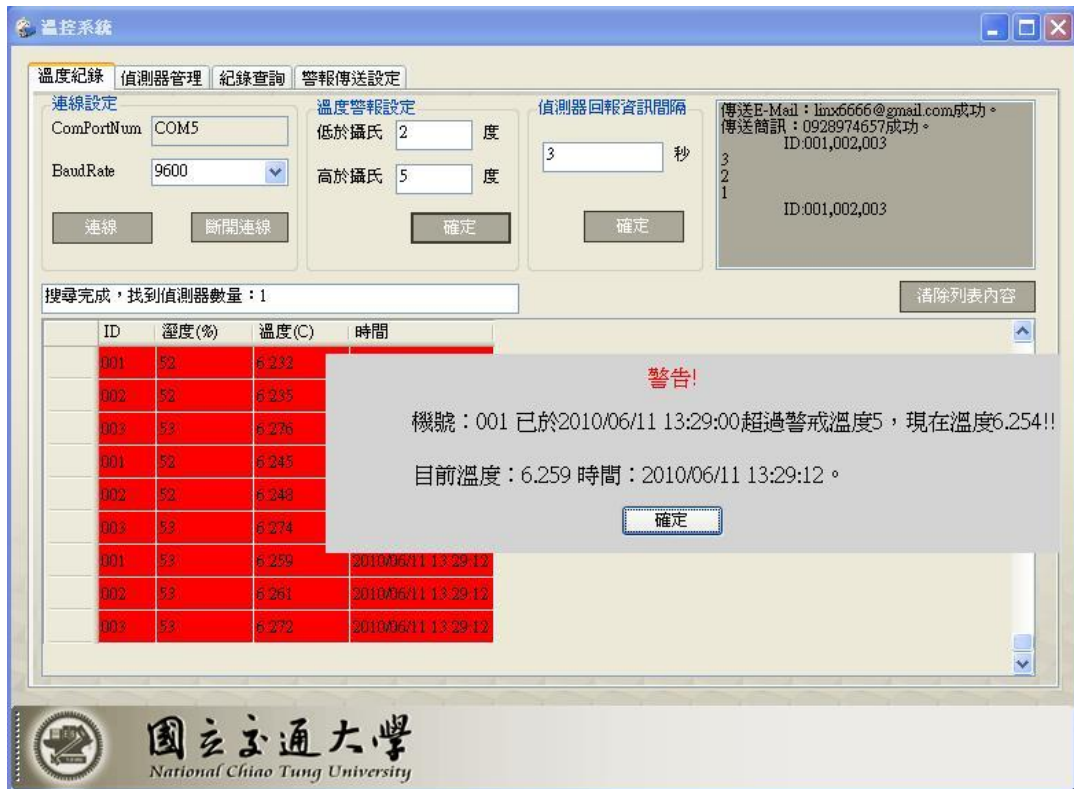 溫控系統
溫度紀錄 偵測器管理 紀錄查詢 警報傳送設定
連線設定
ComPortNum COM5
BaudRate 9600
連線 斷開連線
溫度警報設定
低於攝氏 2 度
高於攝氏 5 度
確定
偵測器回報資訊間隔
3 秒
確定
傳送E-Mail：linx6666@gmail.com成功。
傳送簡訊：0928974657成功。
ID:001,002,003
3
2
1
ID:001,002,003
搜尋完成，找到偵測器數量：1
清除列表內容
ID 溼度(%) 溫度(C) 時間
001 52 6.232
002 52 6.235
003 53 6.276
001 52 6.245
002 52 6.248
003 53 6.274
001 53 6.259 2010/06/11 13:29:12
002 53 6.261 2010/06/11 13:29:12
003 53 6.272 2010/06/11 13:29:12
警告!
機號：001 已於2010/06/11 13:29:00超過警戒溫度5，現在溫度6.254!!
目前溫度：6.259 時間：2010/06/11 13:29:12。
確定
國立交通大學
National Chiao Tung University